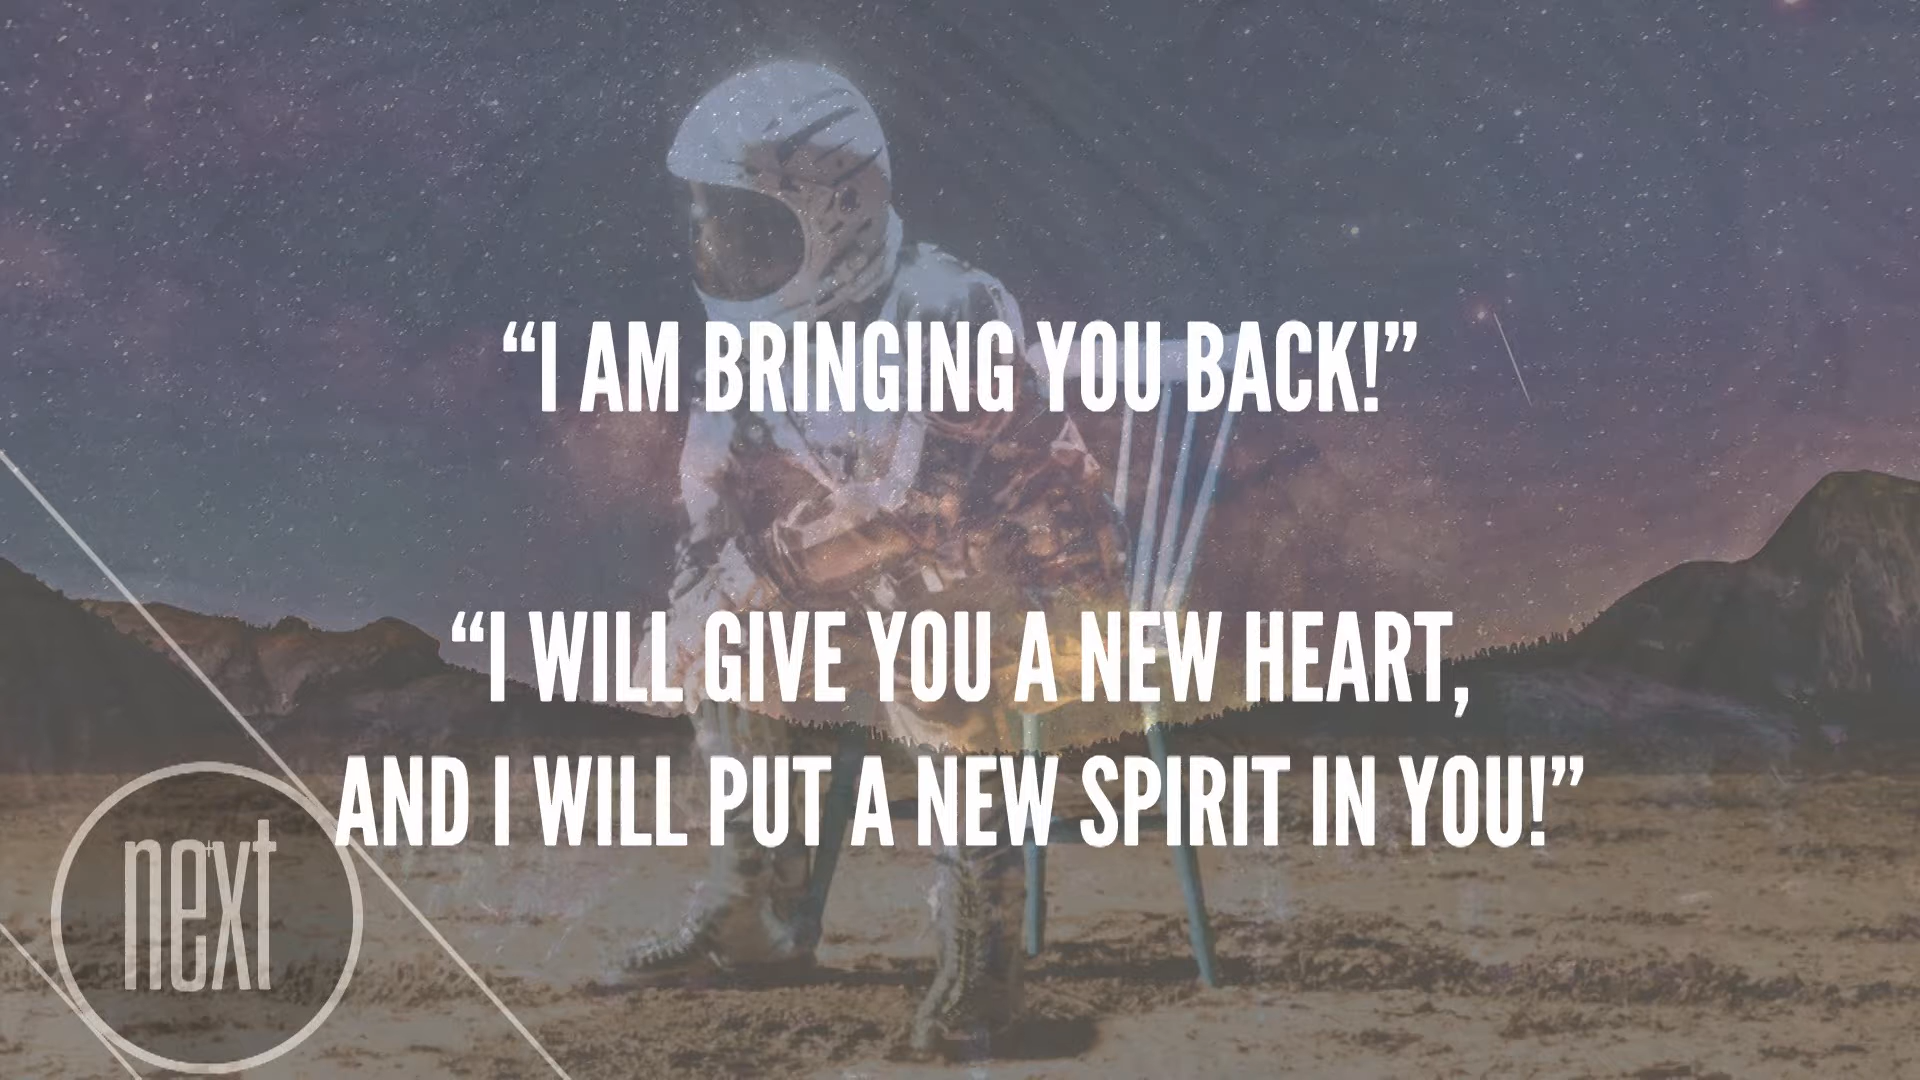 “I AM BRINGING YOU BACK!”
“I WILL GIVE YOU A NEW HEART,
AND I WILL PUT A NEW SPIRIT IN YOU!”
next